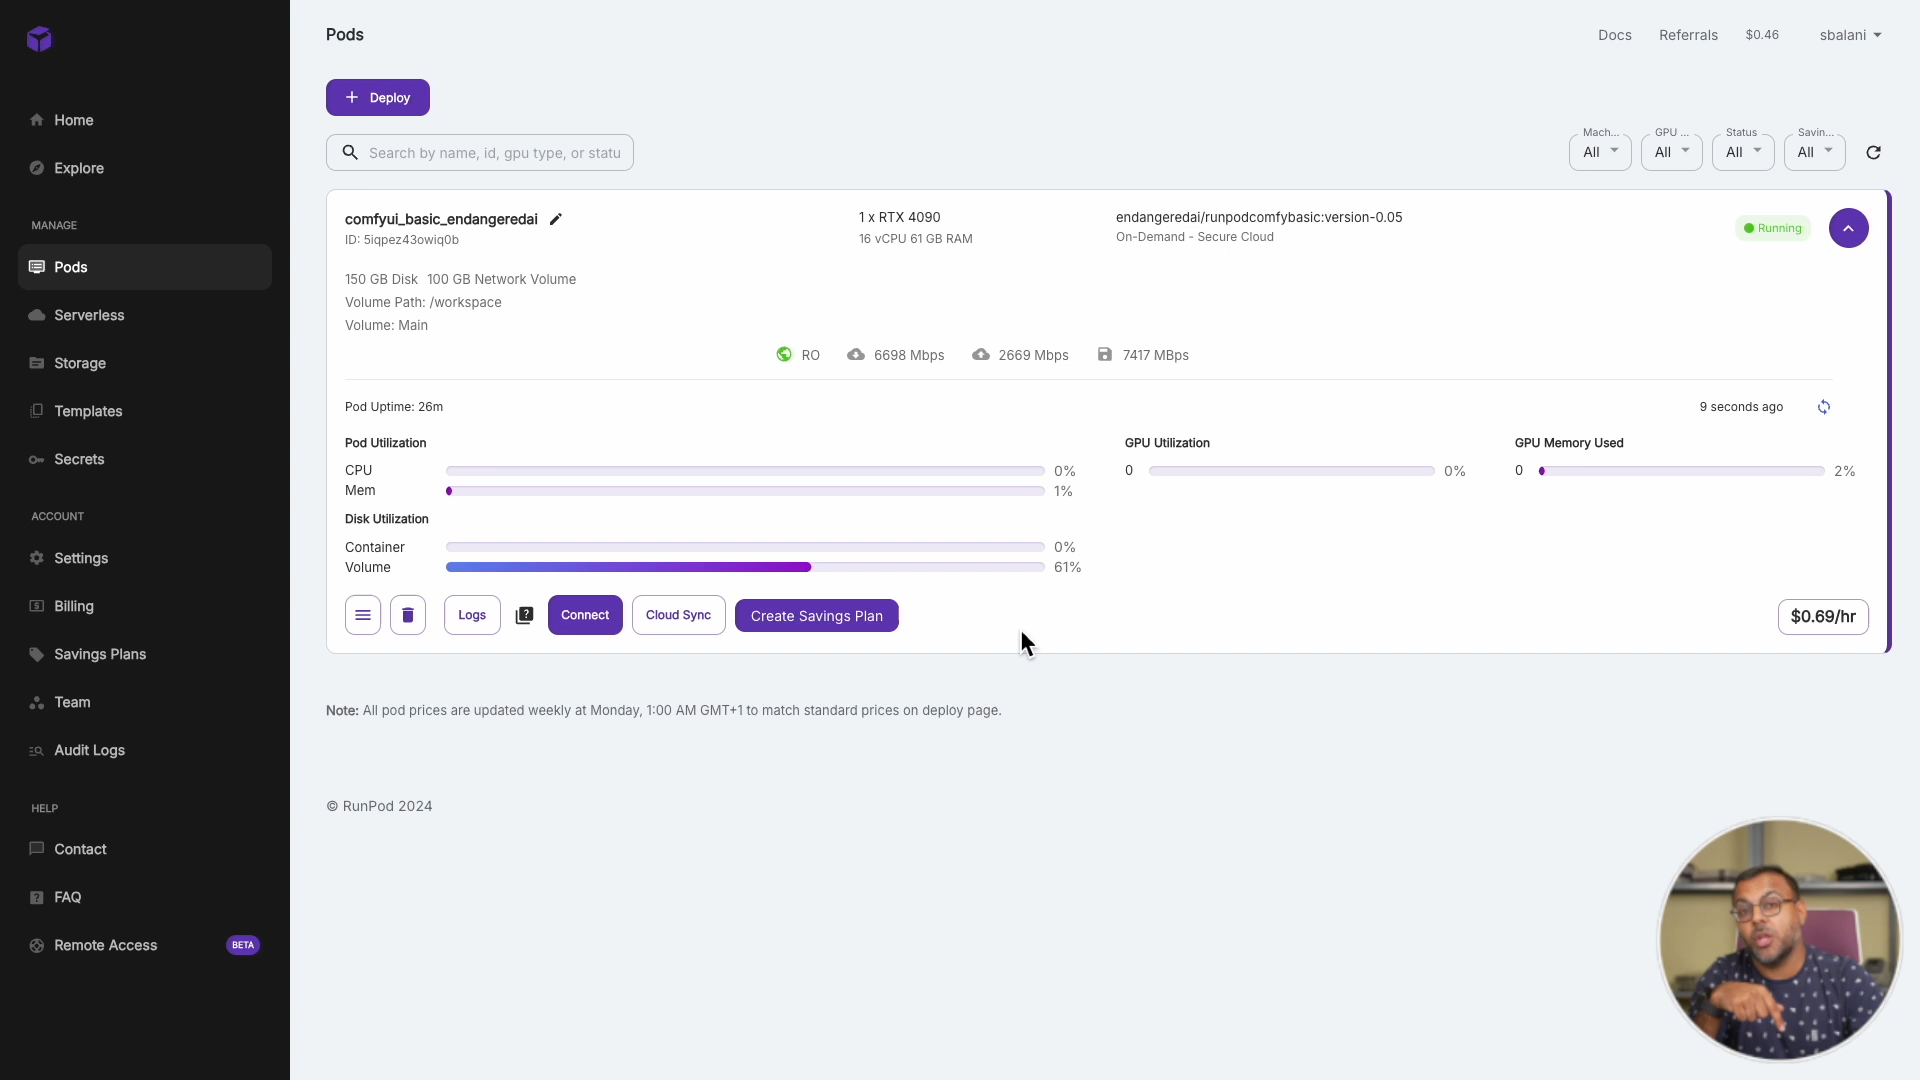 Pods
Docs
Referrals
$0.46
sbalani
Home
Explore
MANAGE
Pods
Serverless
Storage
Templates
Secrets
ACCOUNT
Settings
Billing
Savings Plans
Team
Audit Logs
HELP
Contact
FAQ
Remote Access
BETA
+ Deploy
Search by name, id, gpu type, or statu
Mach...
All
GPU ...
All
Status
All
Savin...
All
comfyui_basic_endangeredai
ID: 5iqpez43owiq0b
1 x RTX 4090
16 vCPU 61 GB RAM
endangeredai/runpodcomfybasic:version-0.05
On-Demand - Secure Cloud
Running
150 GB Disk 100 GB Network Volume
Volume Path: /workspace
Volume: Main
RO
6698 Mbps
2669 Mbps
7417 MBps
Pod Uptime: 26m
9 seconds ago
Pod Utilization
CPU
0%
Mem
1%
GPU Utilization
0
0%
GPU Memory Used
0
2%
Disk Utilization
Container
0%
Volume
61%
Logs
?
Connect
Cloud Sync
Create Savings Plan
$0.69/hr
Note: All pod prices are updated weekly at Monday, 1:00 AM GMT+1 to match standard prices on deploy page.
© RunPod 2024